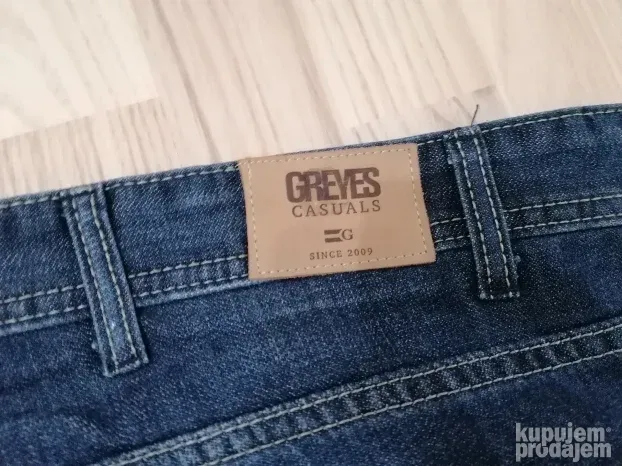 GREYES
CASUALS
G
SINCE 2009
kupujem
prodajem